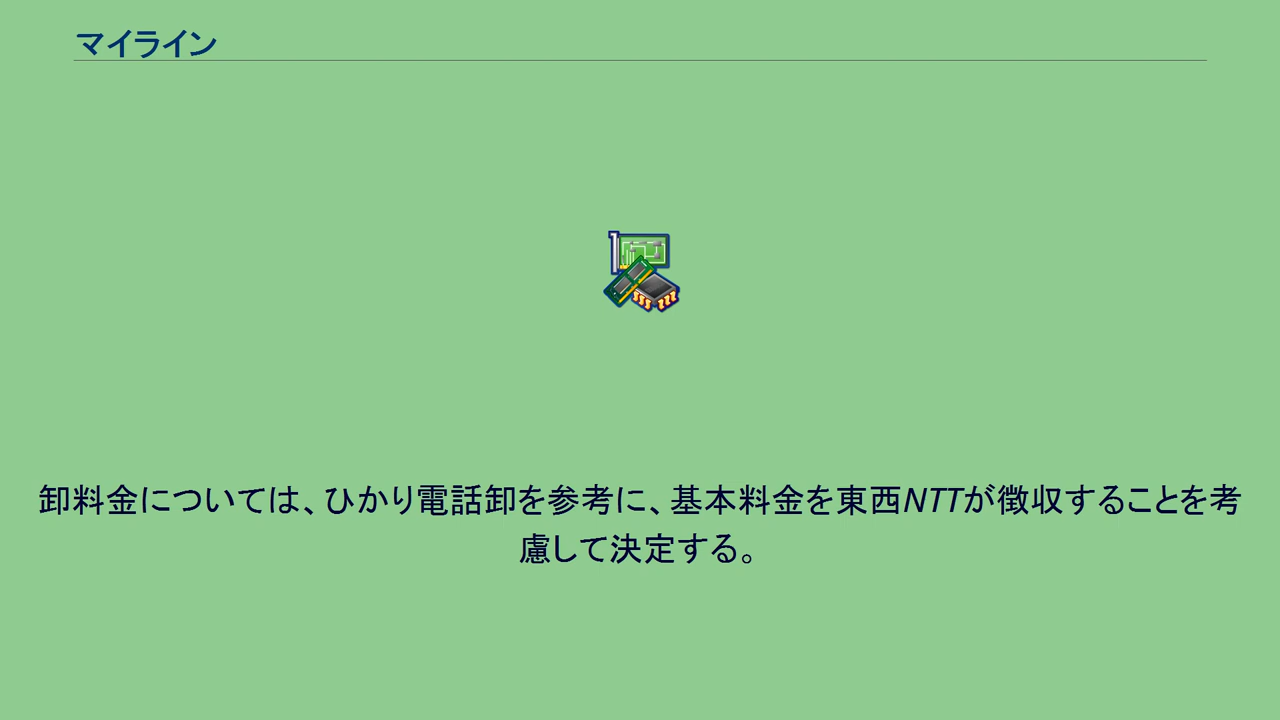 マイライン
卸料金については、ひかり電話卸を参考に、基本料金を東西NTTが徴収することを考
慮して決定する。